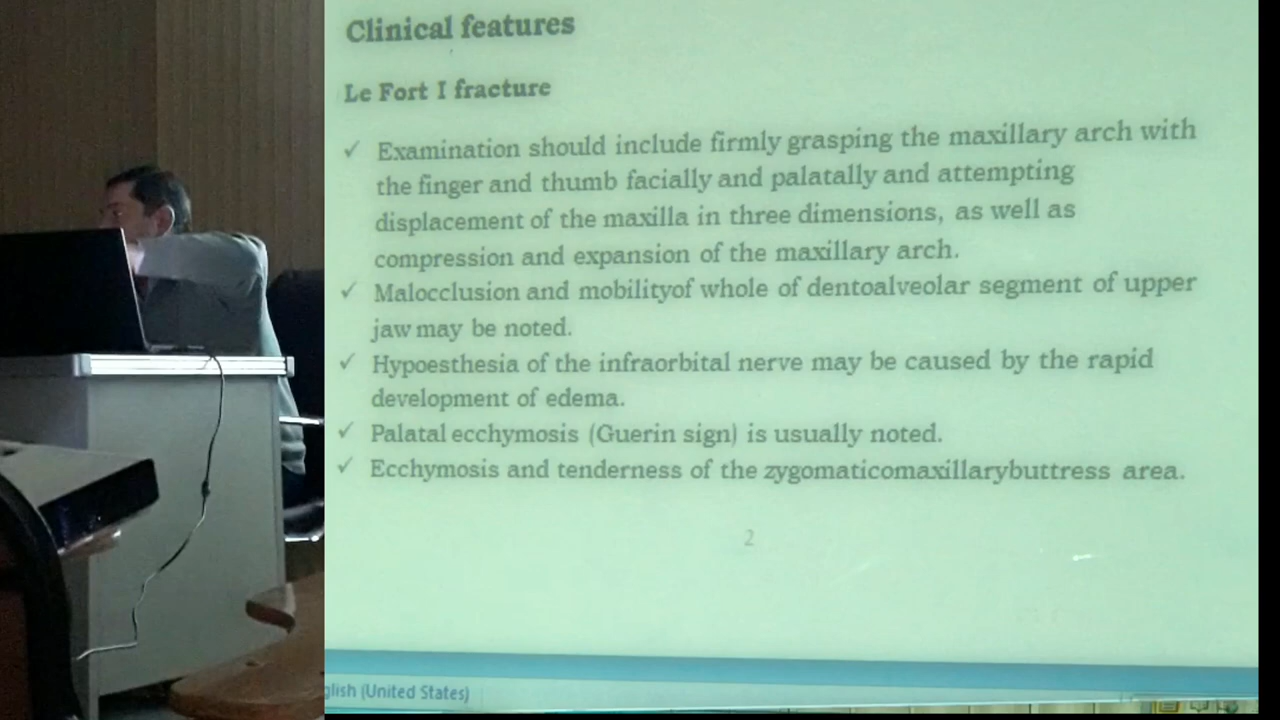 Clinical features
Le Fort I fracture
✓ Examination should include firmly grasping the maxillary arch with
the finger and thumb facially and palatally and attempting
displacement of the maxilla in three dimensions, as well as
compression and expansion of the maxillary arch.
✓ Malocclusion and mobilityof whole of dentoalveolar segment of upper
jaw may be noted.
✓ Hypoesthesia of the infraorbital nerve may be caused by the rapid
development of edema.
✓ Palatal ecchymosis (Guerin sign) is usually noted.
✓ Ecchymosis and tenderness of the zygomaticomaxillarybuttress area.
2
glish (United States)